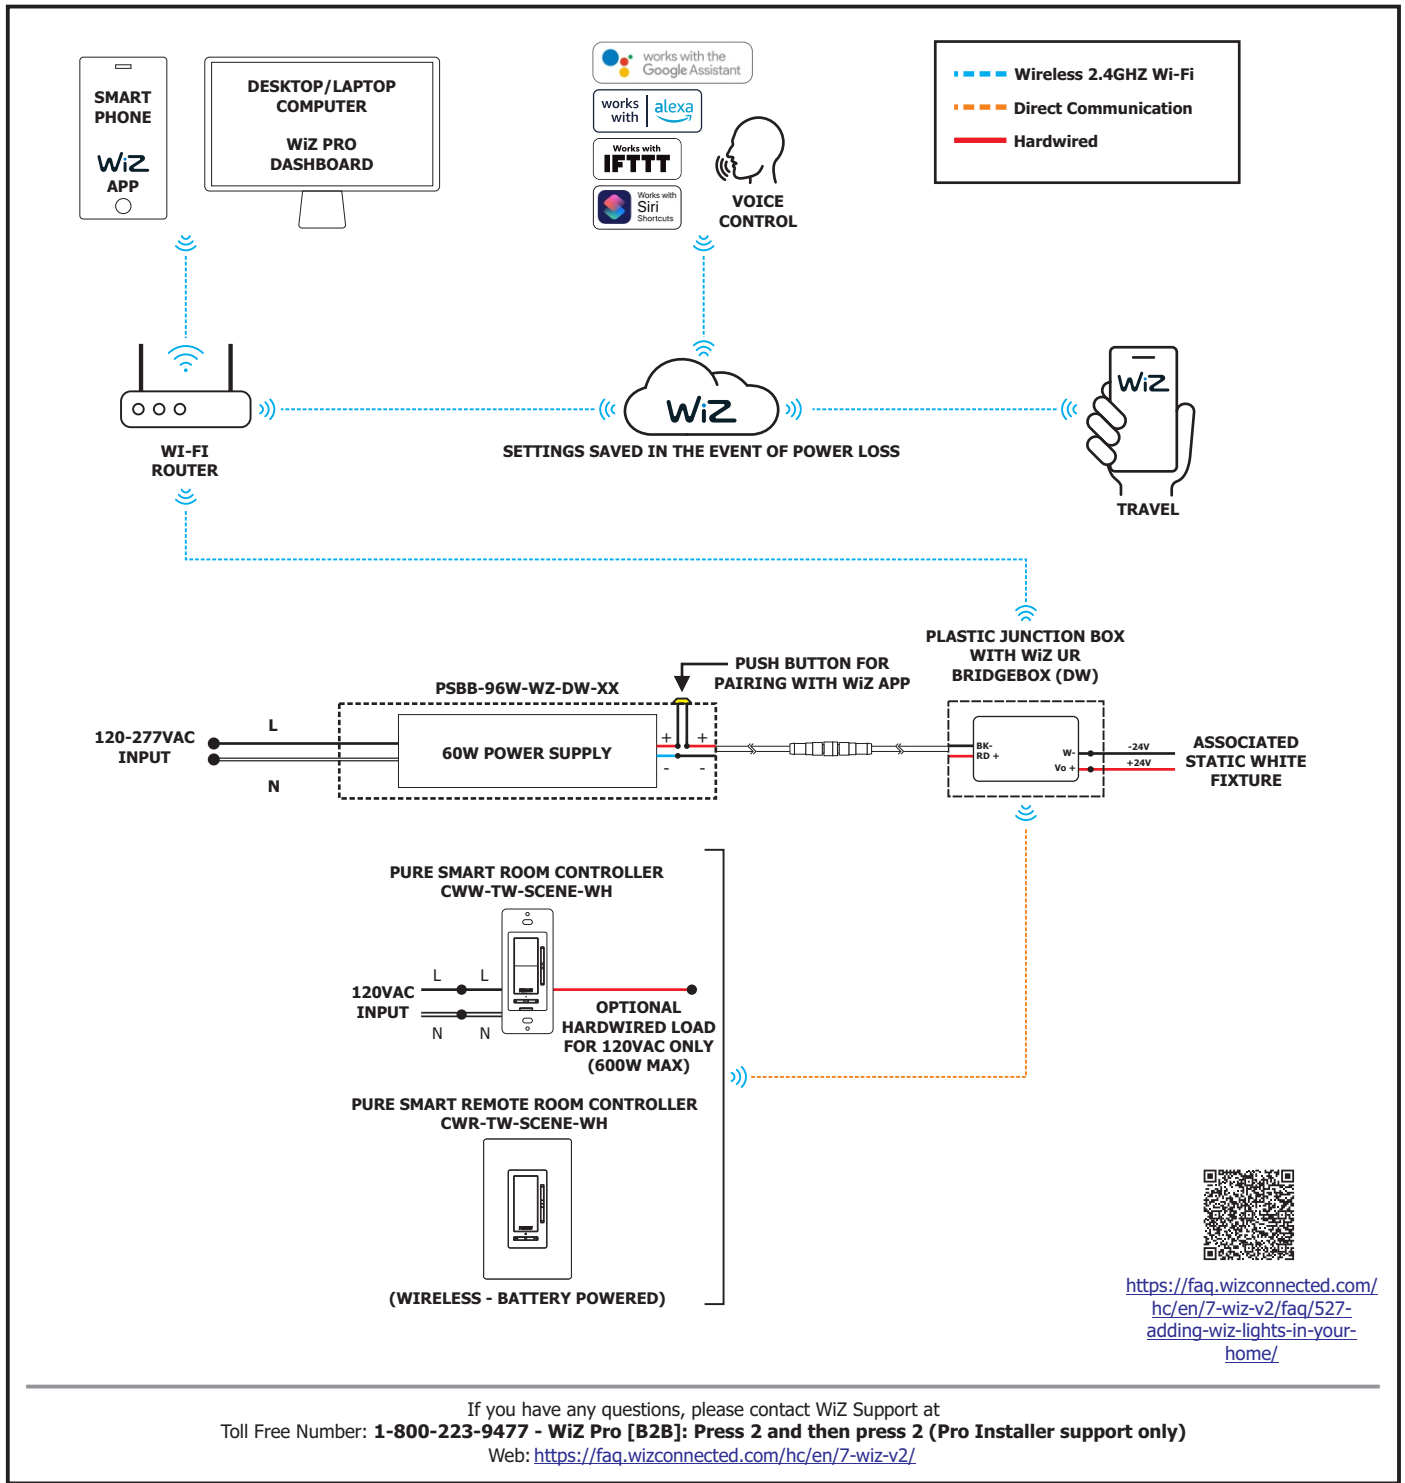 SMART
PHONE
WiZ
APP
DESKTOP/LAPTOP
COMPUTER
WiZ PRO
DASHBOARD
works with the
Google Assistant
works
with
alexa
Works with
IFTTT
Works with
Siri
Shortcuts
VOICE
CONTROL
Wireless 2.4GHZ Wi-Fi
Direct Communication
Hardwired
WI-FI
ROUTER
WiZ
SETTINGS SAVED IN THE EVENT OF POWER LOSS
WiZ
TRAVEL
PLASTIC JUNCTION BOX
WITH WiZ UR
BRIDGEBOX (DW)
PUSH BUTTON FOR
PAIRING WITH WiZ APP
PSBB-96W-WZ-DW-XX
120-277VAC
INPUT
L
N
60W POWER SUPPLY
+ +
- -
BK-
RD +
W-
Vo +
-24V
+24V
ASSOCIATED
STATIC WHITE
FIXTURE
PURE SMART ROOM CONTROLLER
CWW-TW-SCENE-WH
120VAC
INPUT
L L
N N
OPTIONAL
HARDWIRED LOAD
FOR 120VAC ONLY
(600W MAX)
PURE SMART REMOTE ROOM CONTROLLER
CWR-TW-SCENE-WH
(WIRELESS - BATTERY POWERED)
https://faq.wizconnected.com/
hc/en/7-wiz-v2/faq/527-
adding-wiz-lights-in-your-
home/
If you have any questions, please contact WiZ Support at
Toll Free Number: 1-800-223-9477 - WiZ Pro [B2B]: Press 2 and then press 2 (Pro Installer support only)
Web: https://faq.wizconnected.com/hc/en/7-wiz-v2/